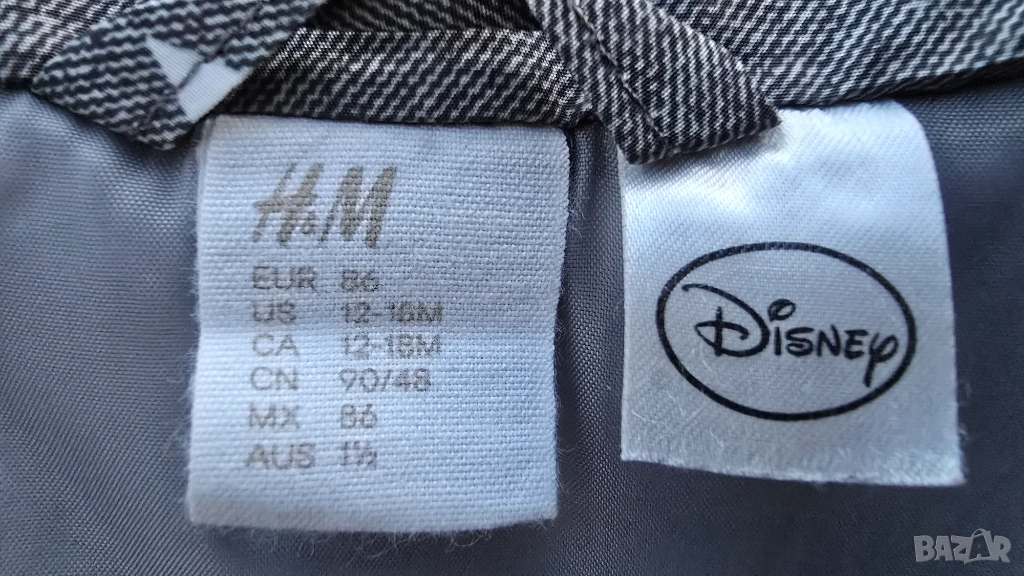 H&M
EUR 86
US 12-18M
CA 12-18M
CN 90/48
MX 86
AUS 1½
Disney
BAZAR